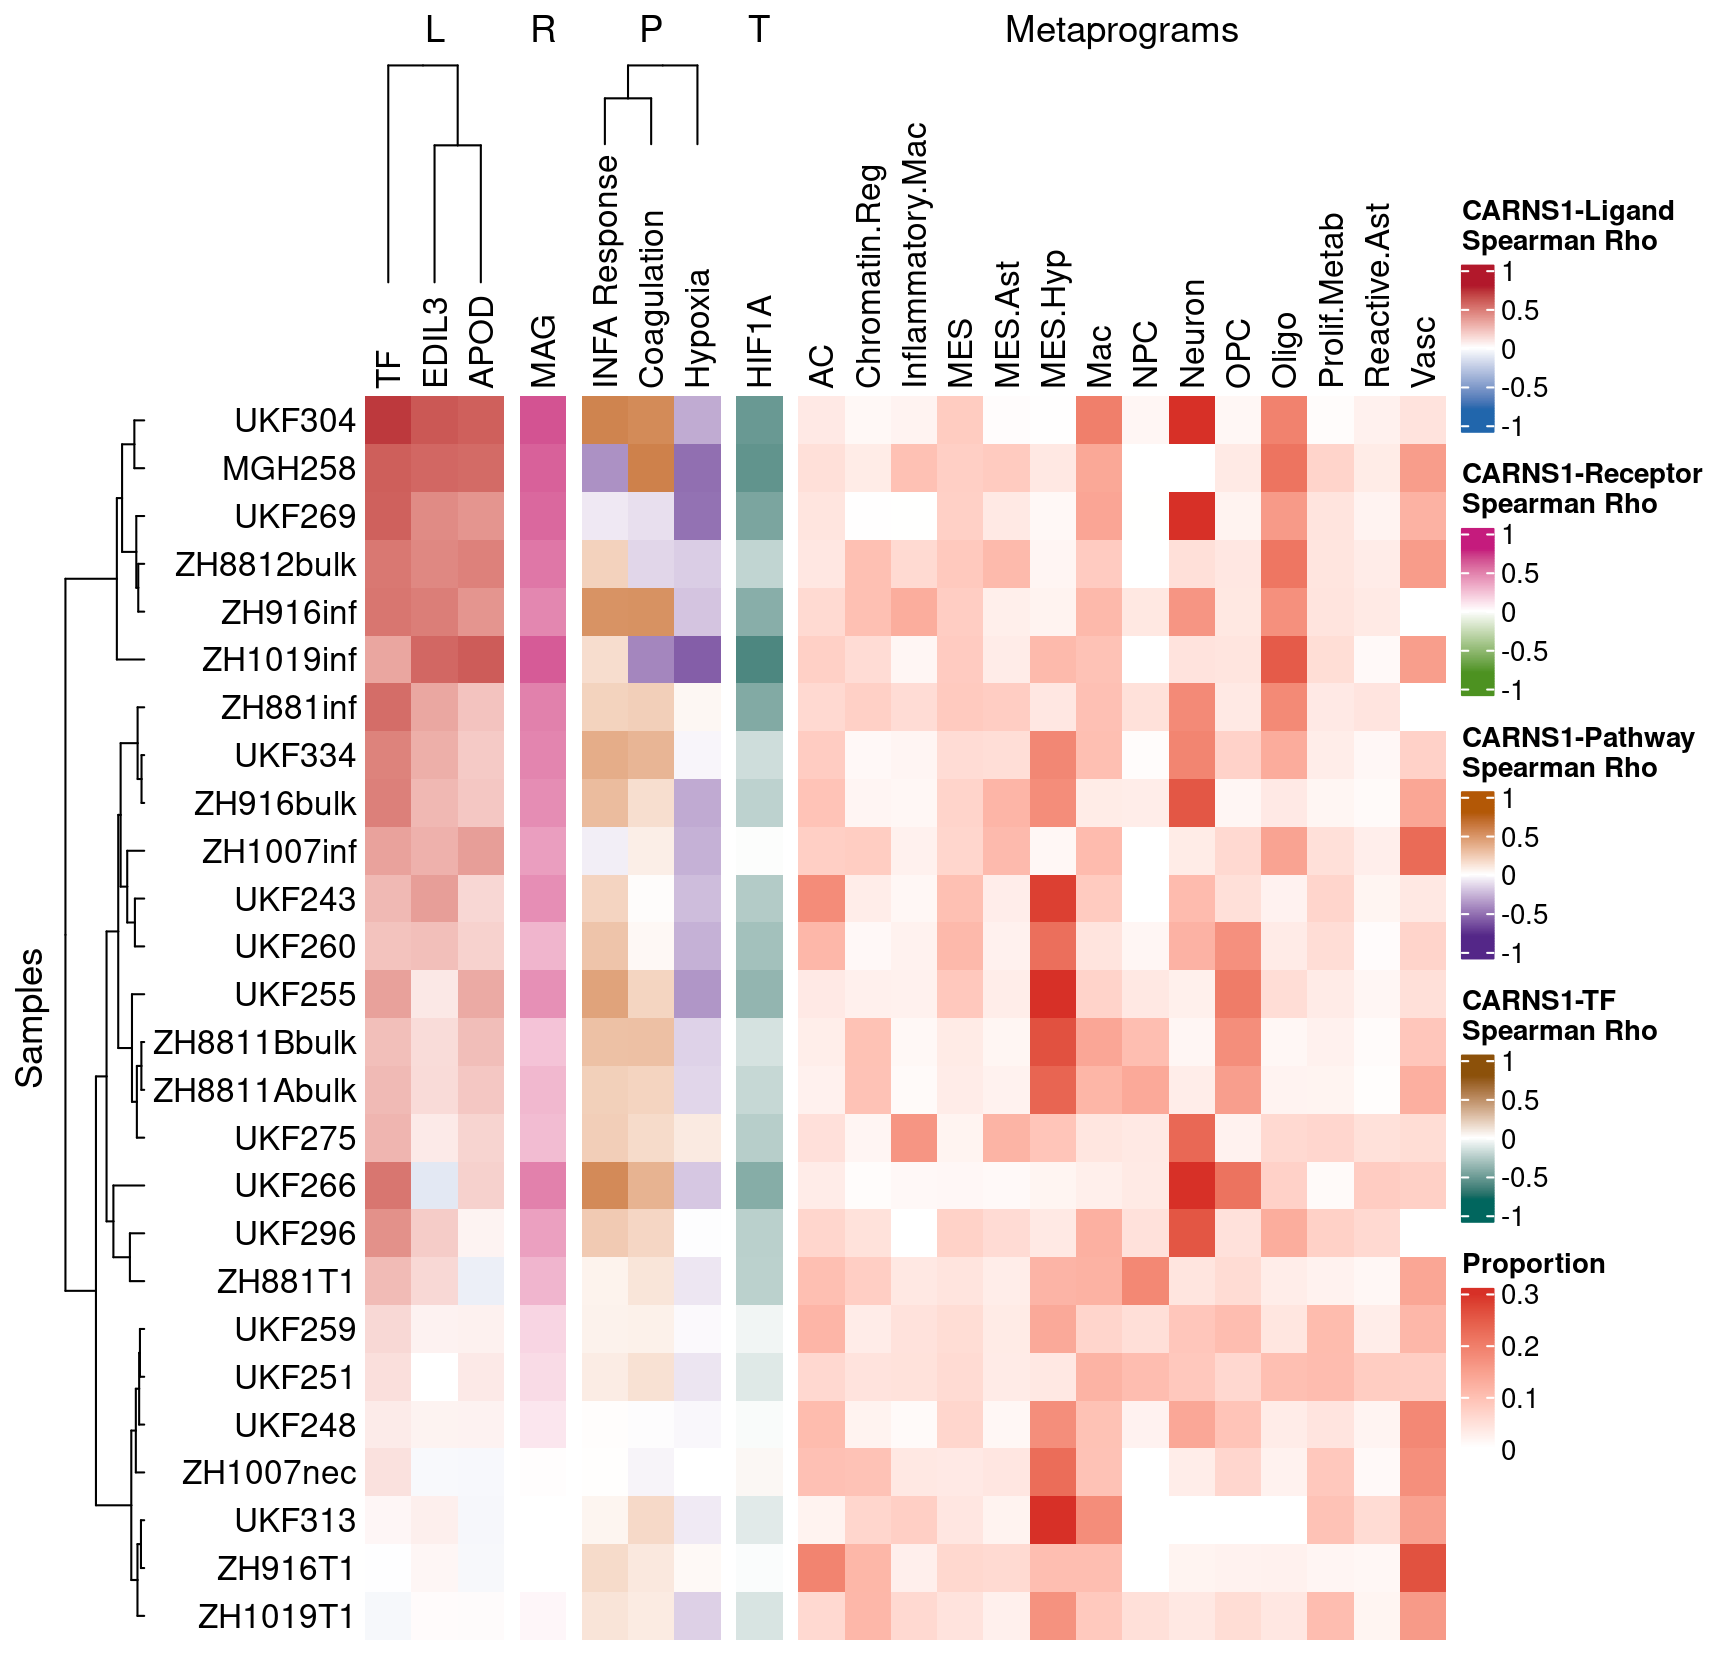 L R P T Metaprograms
TF
EDIL3
APOD
MAG
INFA Response
Coagulation
Hypoxia
HIF1A
AC
Chromatin.Reg
Inflammatory.Mac
MES
MES.Ast
MES.Hyp
Mac
NPC
Neuron
OPC
Oligo
Prolif.Metab
Reactive.Ast
Vasc
Samples
UKF304
MGH258
UKF269
ZH8812bulk
ZH916inf
ZH1019inf
ZH881inf
UKF334
ZH916bulk
ZH1007inf
UKF243
UKF260
UKF255
ZH8811Bbulk
ZH8811Abulk
UKF275
UKF266
UKF296
ZH881T1
UKF259
UKF251
UKF248
ZH1007nec
UKF313
ZH916T1
ZH1019T1
CARNS1-Ligand
Spearman Rho
1
0.5
0
-0.5
-1
CARNS1-Receptor
Spearman Rho
1
0.5
0
-0.5
-1
CARNS1-Pathway
Spearman Rho
1
0.5
0
-0.5
-1
CARNS1-TF
Spearman Rho
1
0.5
0
-0.5
-1
Proportion
0.3
0.2
0.1
0